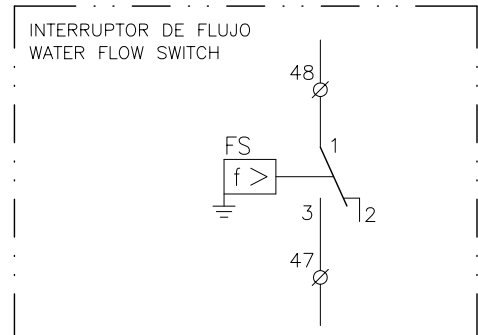 INTERRUPTOR DE FLUJO
WATER FLOW SWITCH
48
1
FS
f >
3
2
47